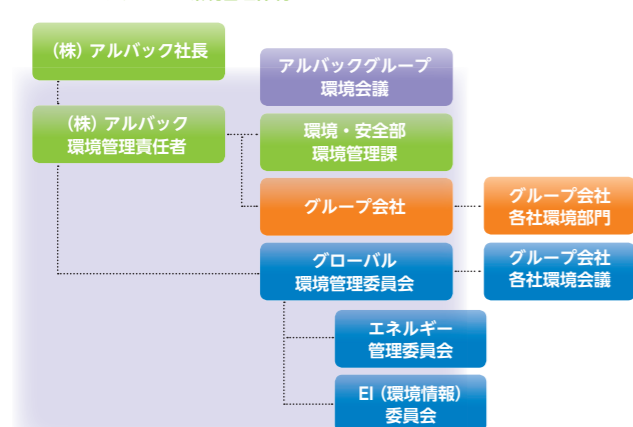 (株)アルバック社長
アルバックグループ
環境会議
(株)アルバック
環境管理責任者
環境・安全部
環境管理課
グループ会社
グループ会社
各社環境部門
グローバル
環境管理委員会
グループ会社
各社環境会議
エネルギー
管理委員会
EI(環境情報)
委員会